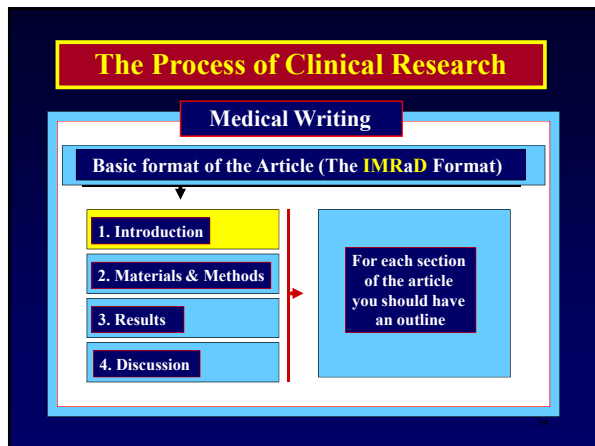 The Process of Clinical Research
Medical Writing
Basic format of the Article (The IMRaD Format)
1. Introduction
2. Materials & Methods
3. Results
4. Discussion
For each section
of the article
you should have
an outline